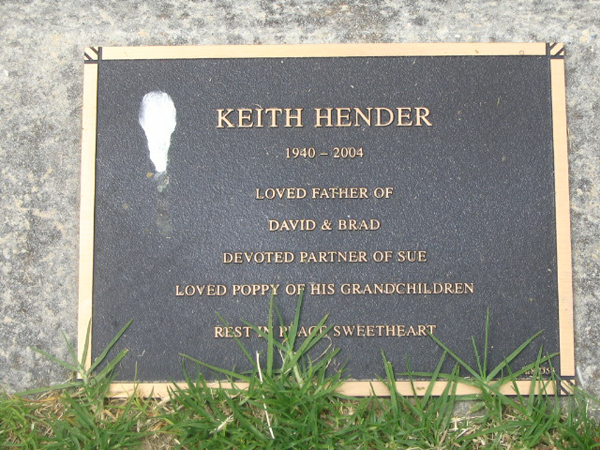 KEITH HENDER
1940 – 2004
LOVED FATHER OF
DAVID & BRAD
DEVOTED PARTNER OF SUE
LOVED POPPY OF HIS GRANDCHILDREN
REST IN PEACE SWEETHEART